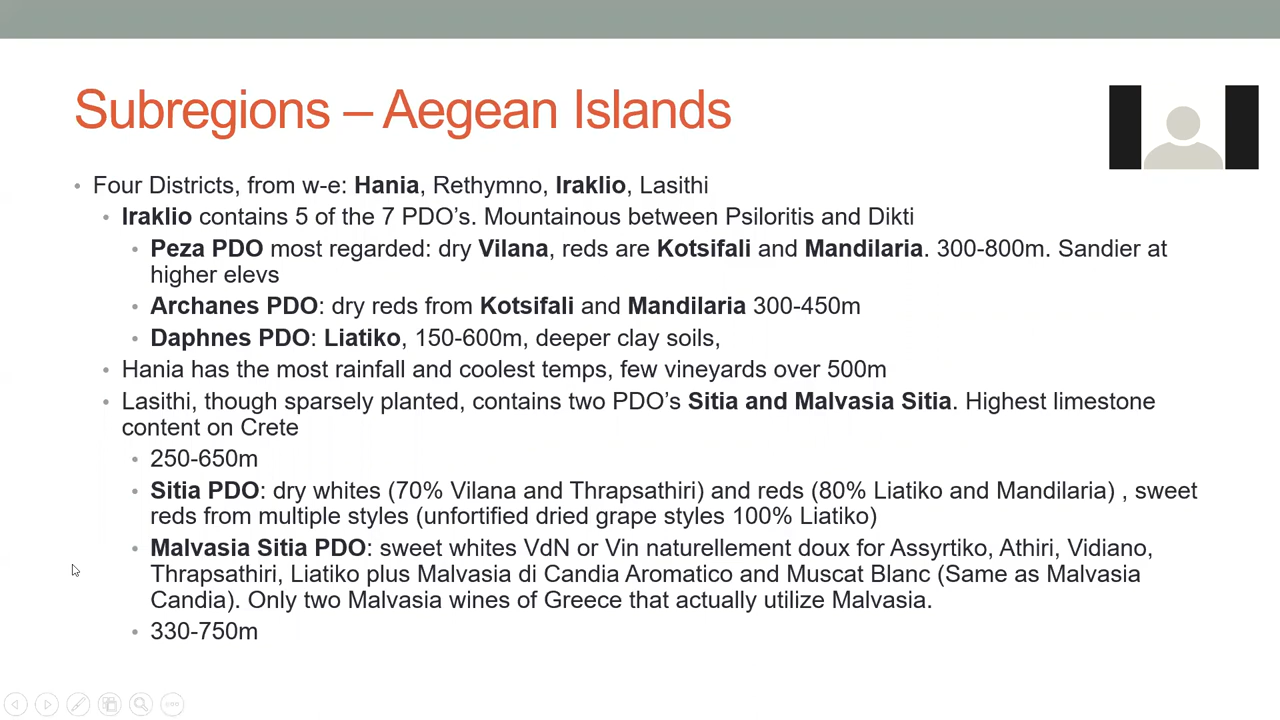 Subregions – Aegean Islands
• Four Districts, from w-e: Hania, Rethymno, Iraklio, Lasithi
• Iraklio contains 5 of the 7 PDO's. Mountainous between Psiloritis and Dikti
• Peza PDO most regarded: dry Vilana, reds are Kotsifali and Mandilaria. 300-800m. Sandier at
higher elevs
• Archanes PDO: dry reds from Kotsifali and Mandilaria 300-450m
• Daphnes PDO: Liatiko, 150-600m, deeper clay soils,
• Hania has the most rainfall and coolest temps, few vineyards over 500m
• Lasithi, though sparsely planted, contains two PDO's Sitia and Malvasia Sitia. Highest limestone
content on Crete
• 250-650m
• Sitia PDO: dry whites (70% Vilana and Thrapsathiri) and reds (80% Liatiko and Mandilaria) , sweet
reds from multiple styles (unfortified dried grape styles 100% Liatiko)
• Malvasia Sitia PDO: sweet whites VdN or Vin naturellement doux for Assyrtiko, Athiri, Vidiano,
Thrapsathiri, Liatiko plus Malvasia di Candia Aromatico and Muscat Blanc (Same as Malvasia
Candia). Only two Malvasia wines of Greece that actually utilize Malvasia.
• 330-750m